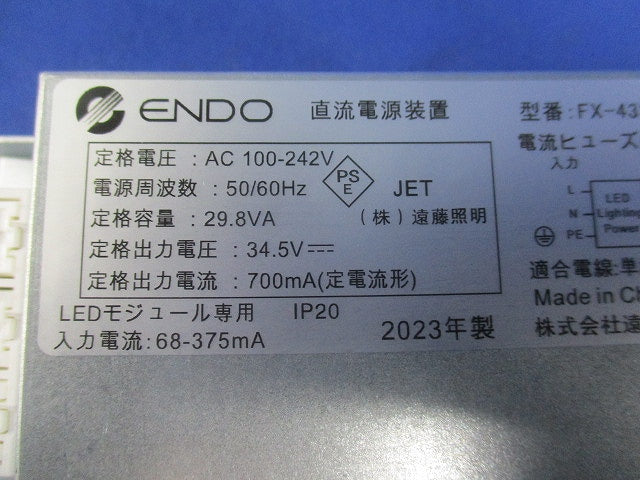 ENDO 直流電源装置
定格電圧 : AC 100-242V
電源周波数 : 50/60Hz
定格容量 : 29.8VA
定格出力電圧 : 34.5V⎓
定格出力電流 : 700mA(定電流形)
PS
E
JET
(株) 遠藤照明
LEDモジュール専用 IP20
入力電流:68-375mA
2023年製
型番:FX-43
電流ヒューズ
入力
L
N
PE
LED
Lighting
Power
適合電線:単
Made in Ch
株式会社遠